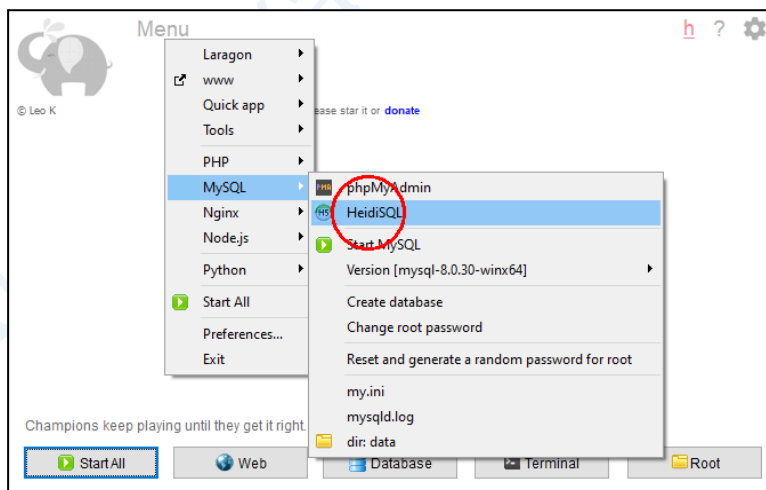 Menu
h ?
© Leo K
ease star it or donate
Laragon
www
Quick app
Tools
PHP
MySQL
Nginx
Node.js
Python
Start All
Preferences...
Exit
PMA phpMyAdmin
HS HeidiSQL
Start MySQL
Version [mysql-8.0.30-winx64]
Create database
Change root password
Reset and generate a random password for root
my.ini
mysqld.log
dir: data
Champions keep playing until they get it right.
Start All
Web
Database
Terminal
Root